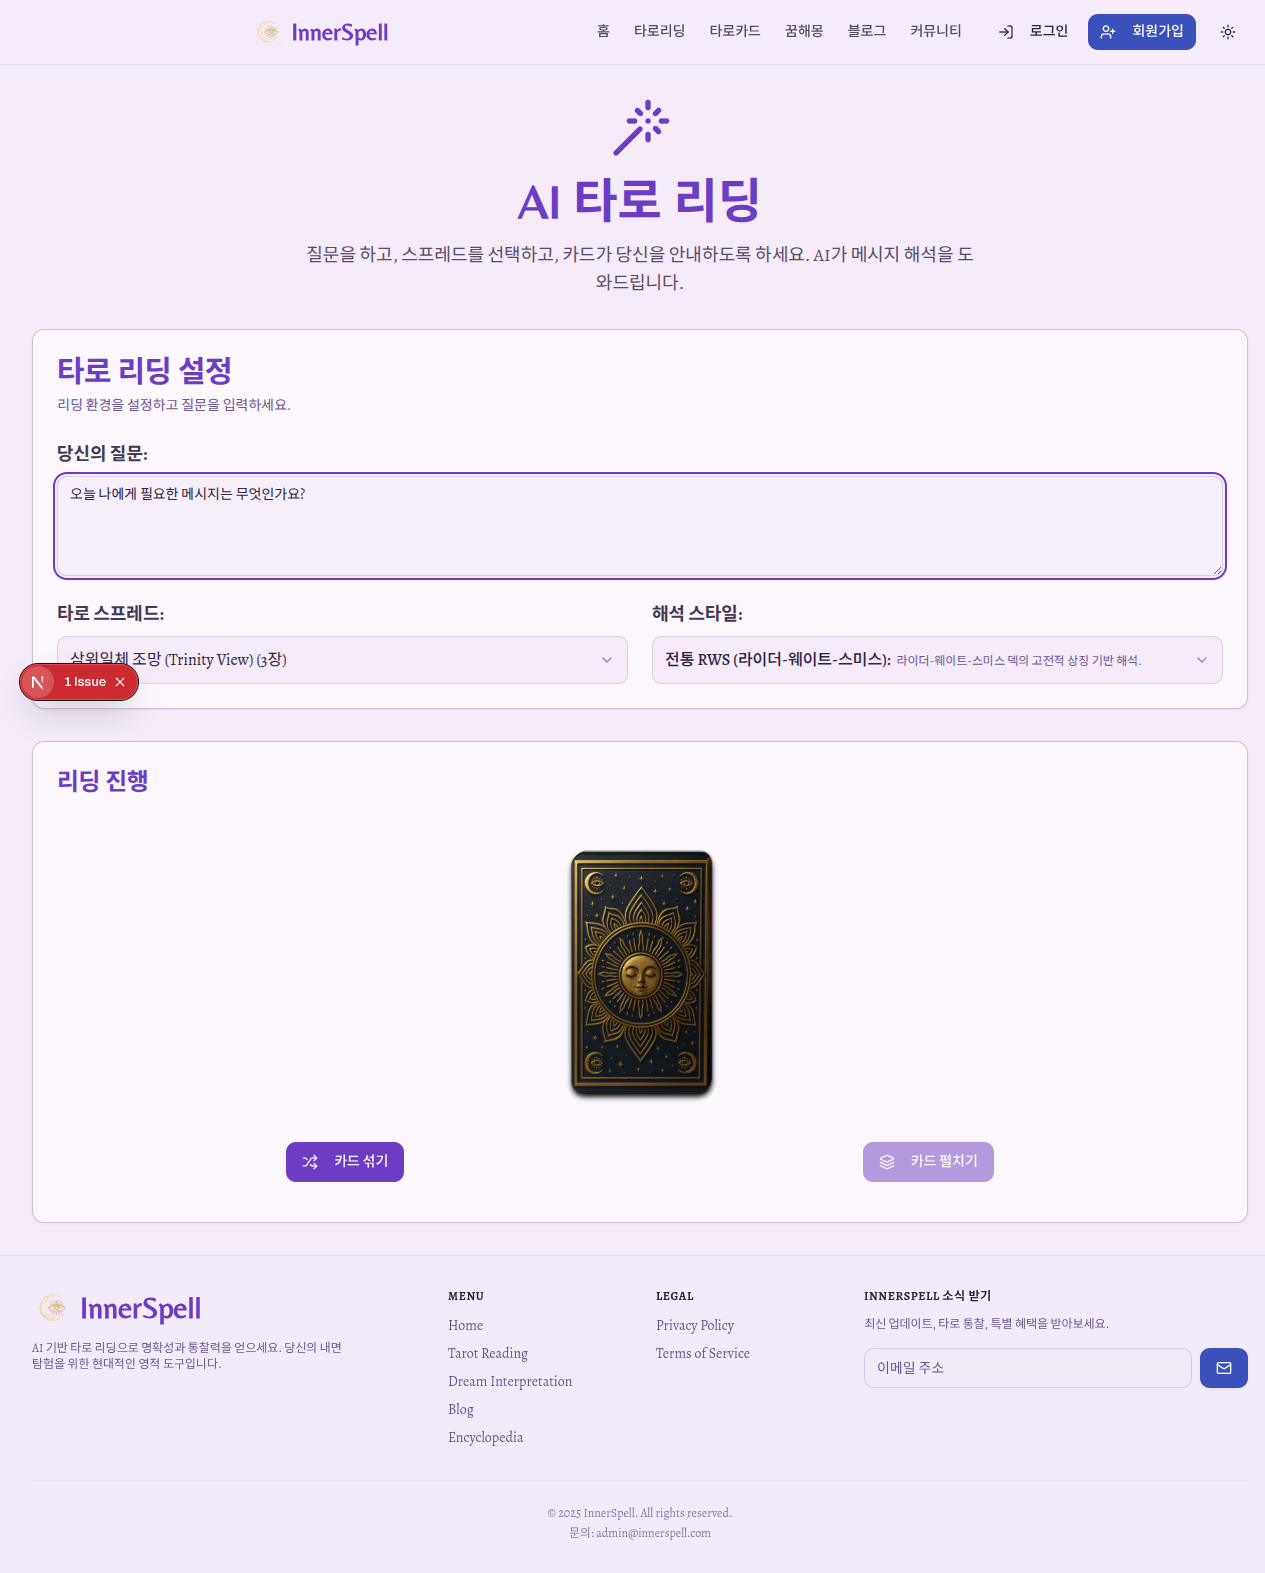 InnerSpell
홈 타로리딩 타로카드 꿈해몽 블로그 커뮤니티 로그인 회원가입
AI 타로 리딩
질문을 하고, 스프레드를 선택하고, 카드가 당신을 안내하도록 하세요. AI가 메시지 해석을 도
와드립니다.
타로 리딩 설정
리딩 환경을 설정하고 질문을 입력하세요.
당신의 질문:
오늘 나에게 필요한 메시지는 무엇인가요?
타로 스프레드:
삼위일체 조망 (Trinity View) (3장)
해석 스타일:
전통 RWS (라이더-웨이트-스미스): 라이더-웨이트-스미스 덱의 고전적 상징 기반 해석.
N 1 Issue
리딩 진행
카드 섞기
카드 펼치기
InnerSpell
AI 기반 타로 리딩으로 명확성과 통찰력을 얻으세요. 당신의 내면
탐험을 위한 현대적인 영적 도구입니다.
MENU
Home
Tarot Reading
Dream Interpretation
Blog
Encyclopedia
LEGAL
Privacy Policy
Terms of Service
INNERSPELL 소식 받기
최신 업데이트, 타로 통찰, 특별 혜택을 받아보세요.
이메일 주소
© 2025 InnerSpell. All rights reserved.
문의: admin@innerspell.com